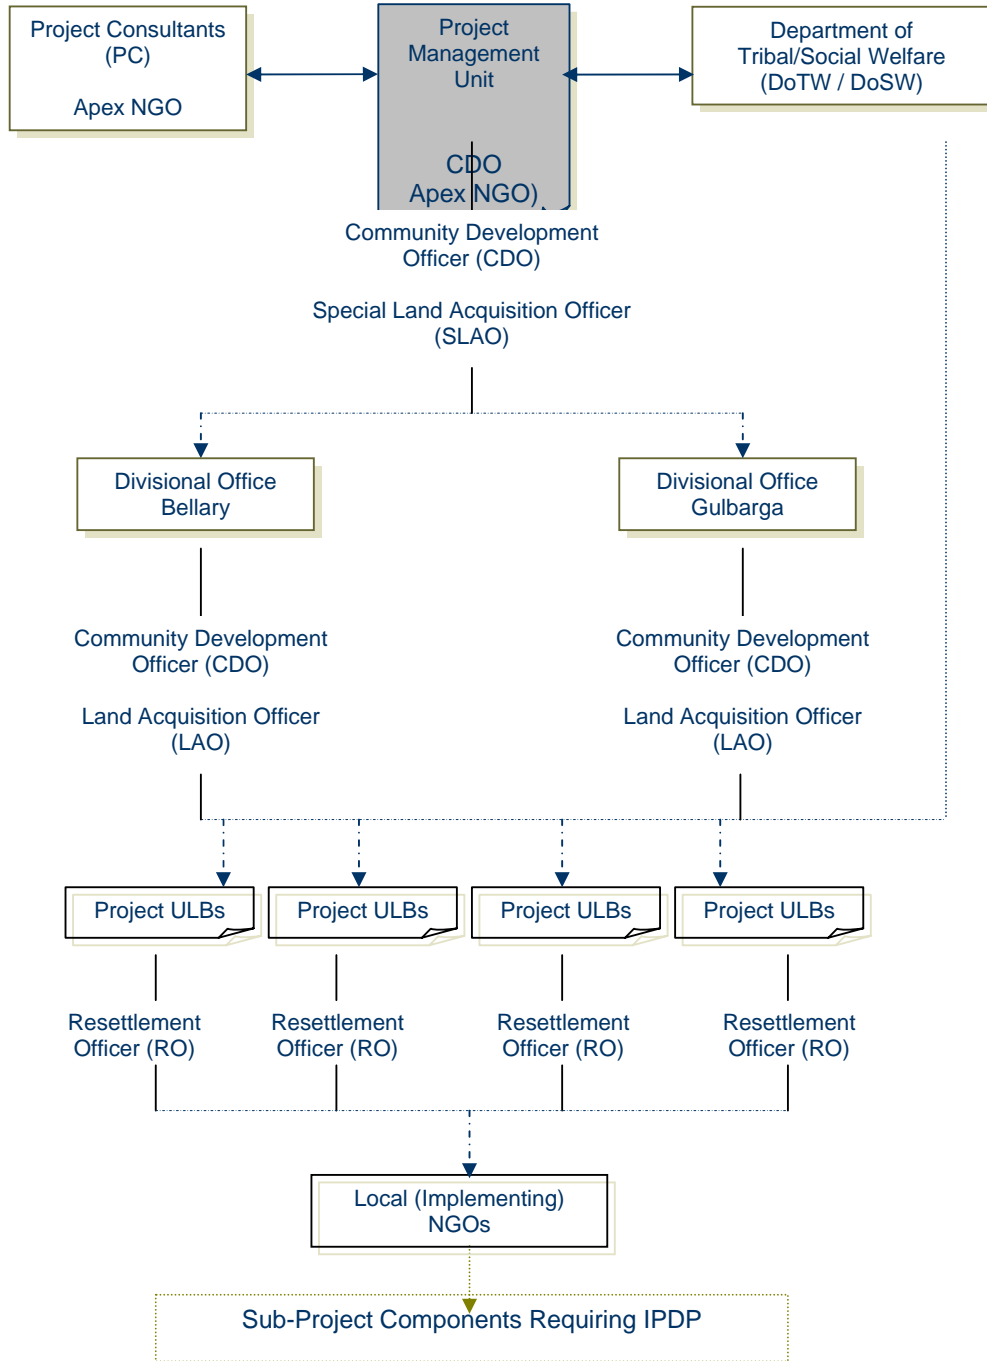 Project Consultants
(PC)
Apex NGO
Project
Management
Unit
CDO
Apex NGO)
Department of
Tribal/Social Welfare
(DoTW / DoSW)
Community Development
Officer (CDO)
Special Land Acquisition Officer
(SLAO)
Divisional Office
Bellary
Divisional Office
Gulbarga
Community Development
Officer (CDO)
Land Acquisition Officer
(LAO)
Community Development
Officer (CDO)
Land Acquisition Officer
(LAO)
Project ULBs
Project ULBs
Project ULBs
Project ULBs
Resettlement
Officer (RO)
Resettlement
Officer (RO)
Resettlement
Officer (RO)
Resettlement
Officer (RO)
Local (Implementing)
NGOs
Sub-Project Components Requiring IPDP